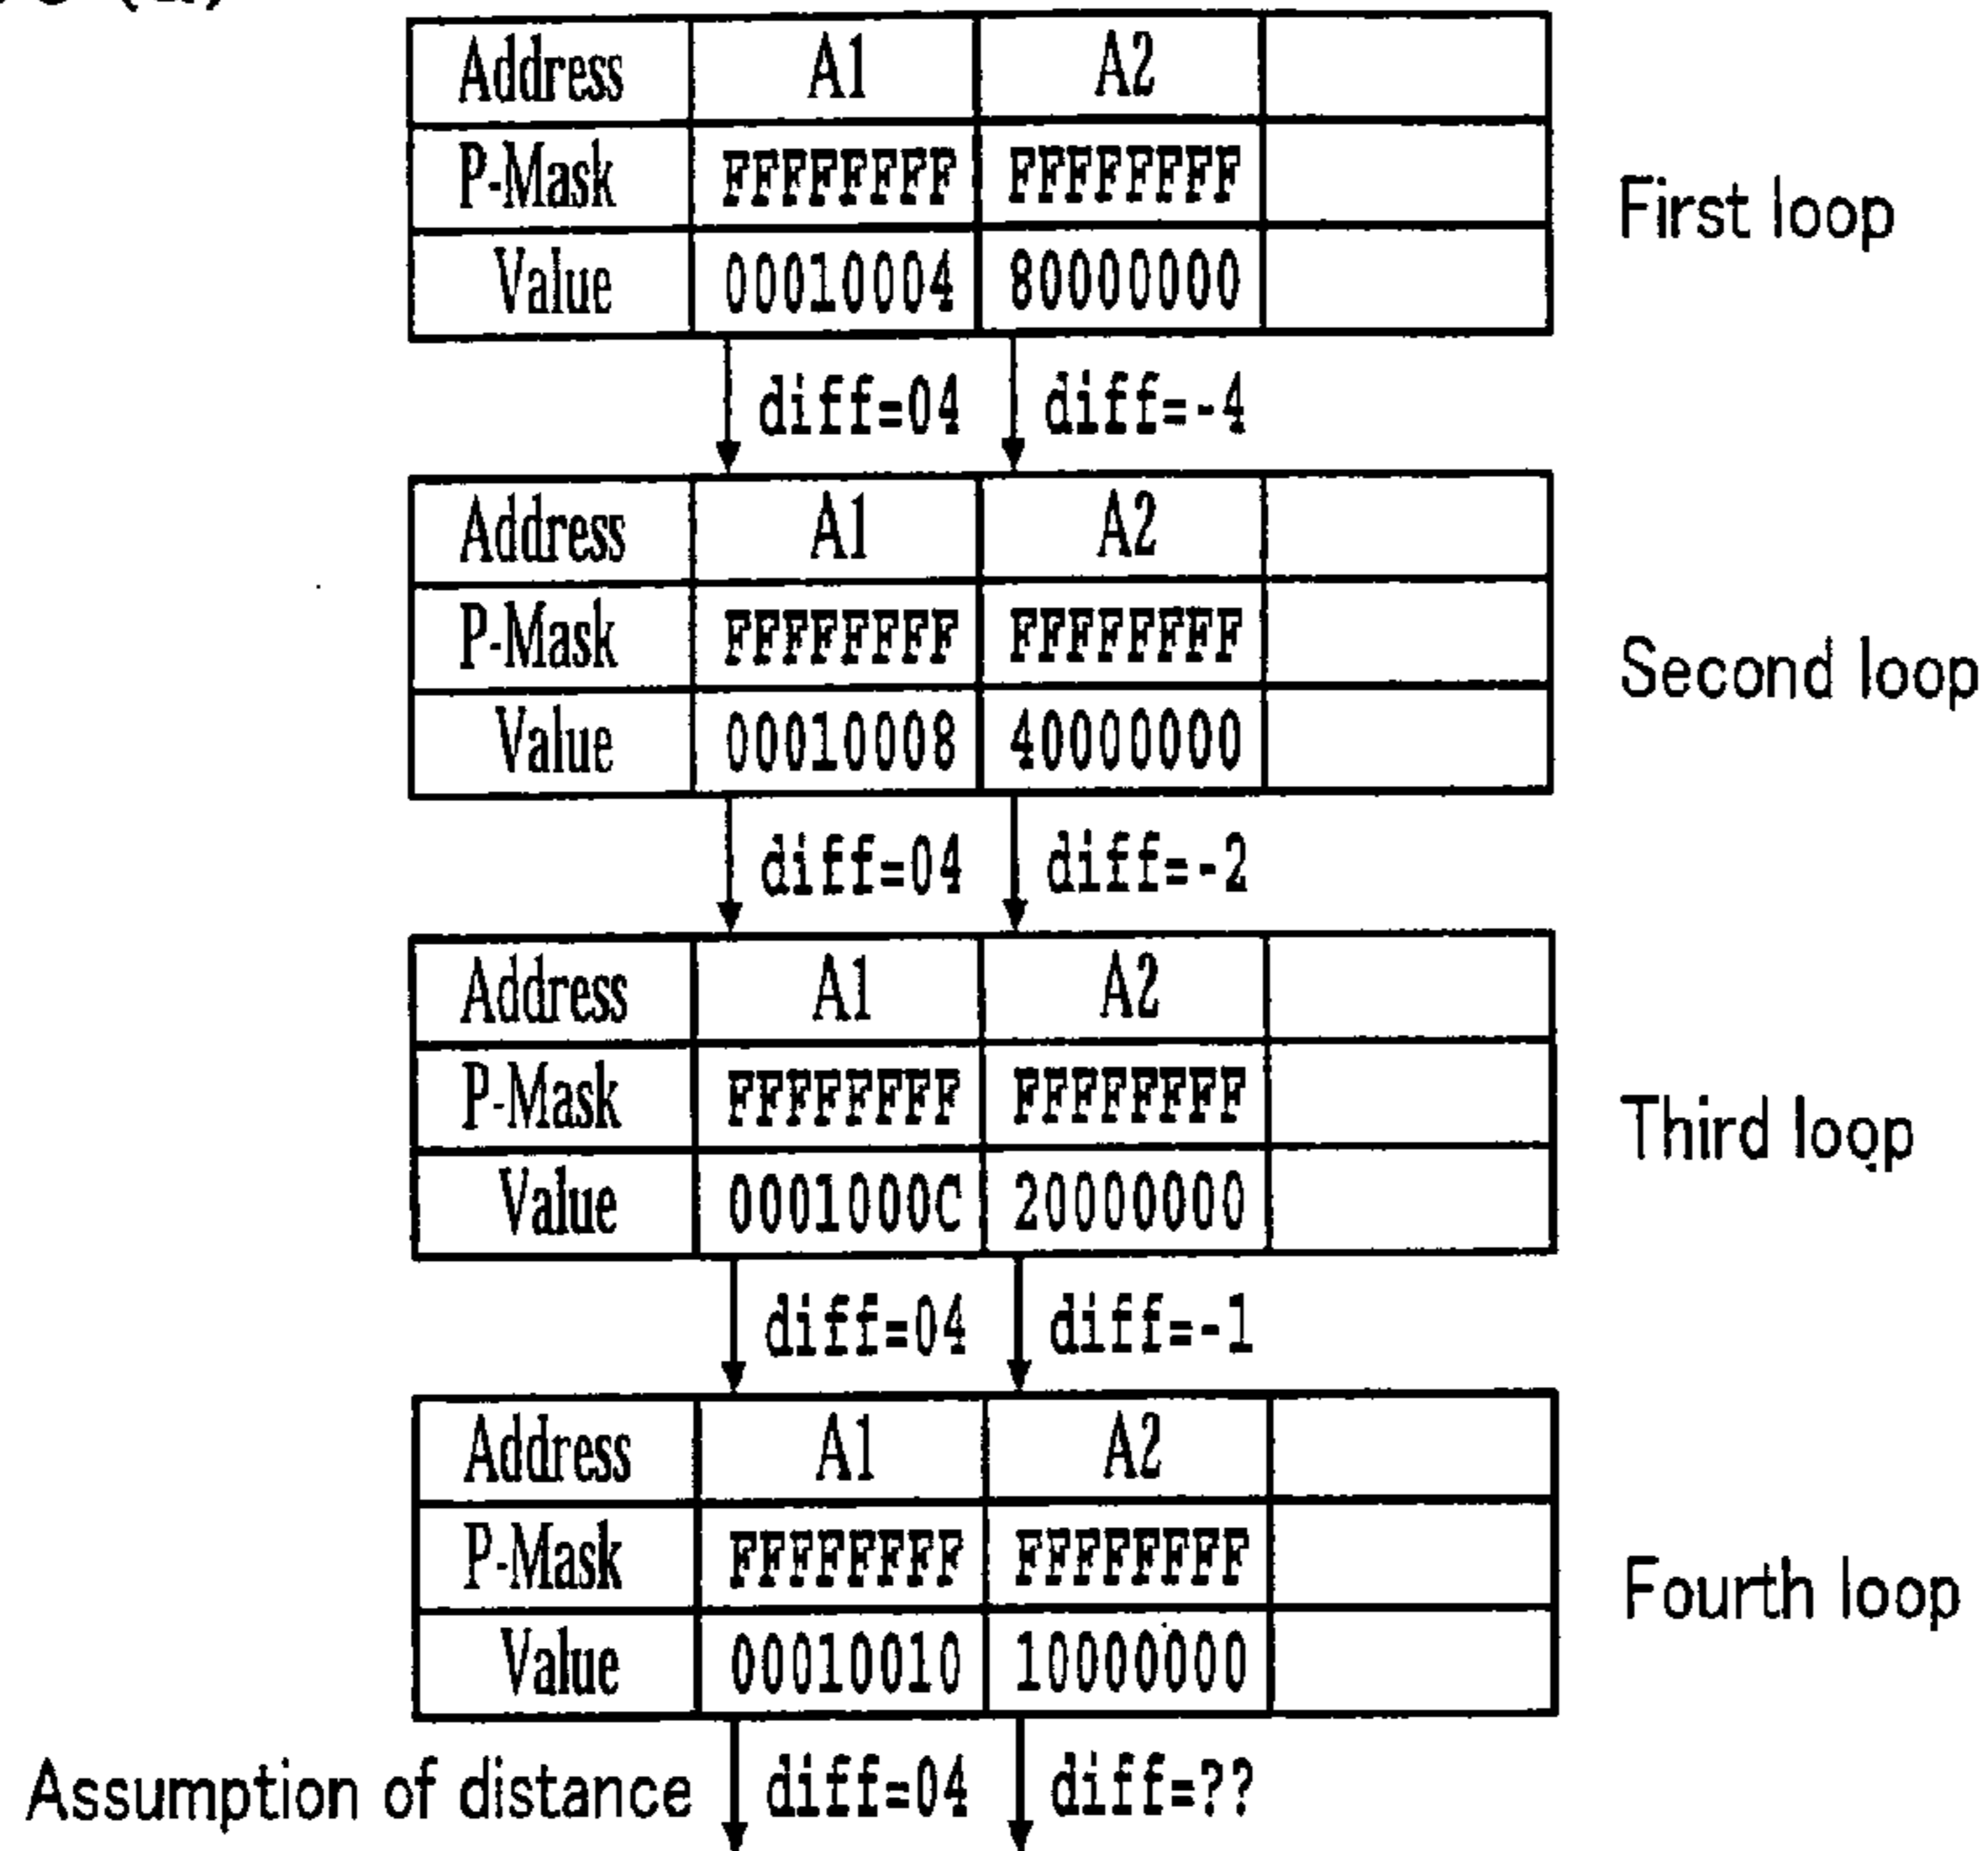 Address A1 A2
P-Mask FFFFFFFF FFFFFFFF
First loop
Value 00010004 80000000
diff=04 diff=-4
Address A1 A2
P-Mask FFFFFFFF FFFFFFFF
Second loop
Value 00010008 40000000
diff=04 diff=-2
Address A1 A2
P-Mask FFFFFFFF FFFFFFFF
Third loop
Value 0001000C 20000000
diff=04 diff=-1
Address A1 A2
P-Mask FFFFFFFF FFFFFFFF
Fourth loop
Value 00010010 10000000
Assumption of distance diff=04 diff=??